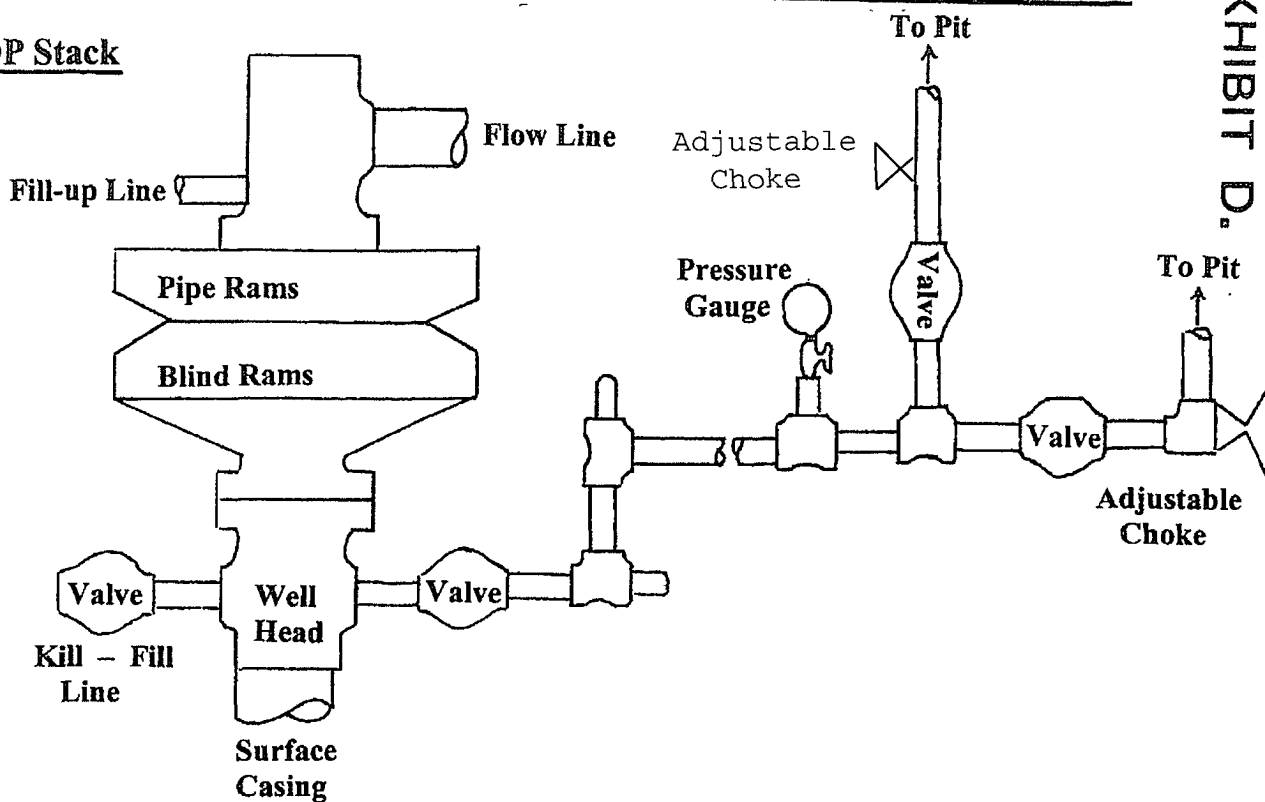 To Pit
Stack
Flow Line
Adjustable
Choke
Fill-up Line
D.
To Pit
Pressure
Gauge
Valve
Pipe Rams
Blind Rams
Valve
Adjustable
Choke
Valve
Well
Head
Valve
Kill – Fill
Line
Surface
Casing